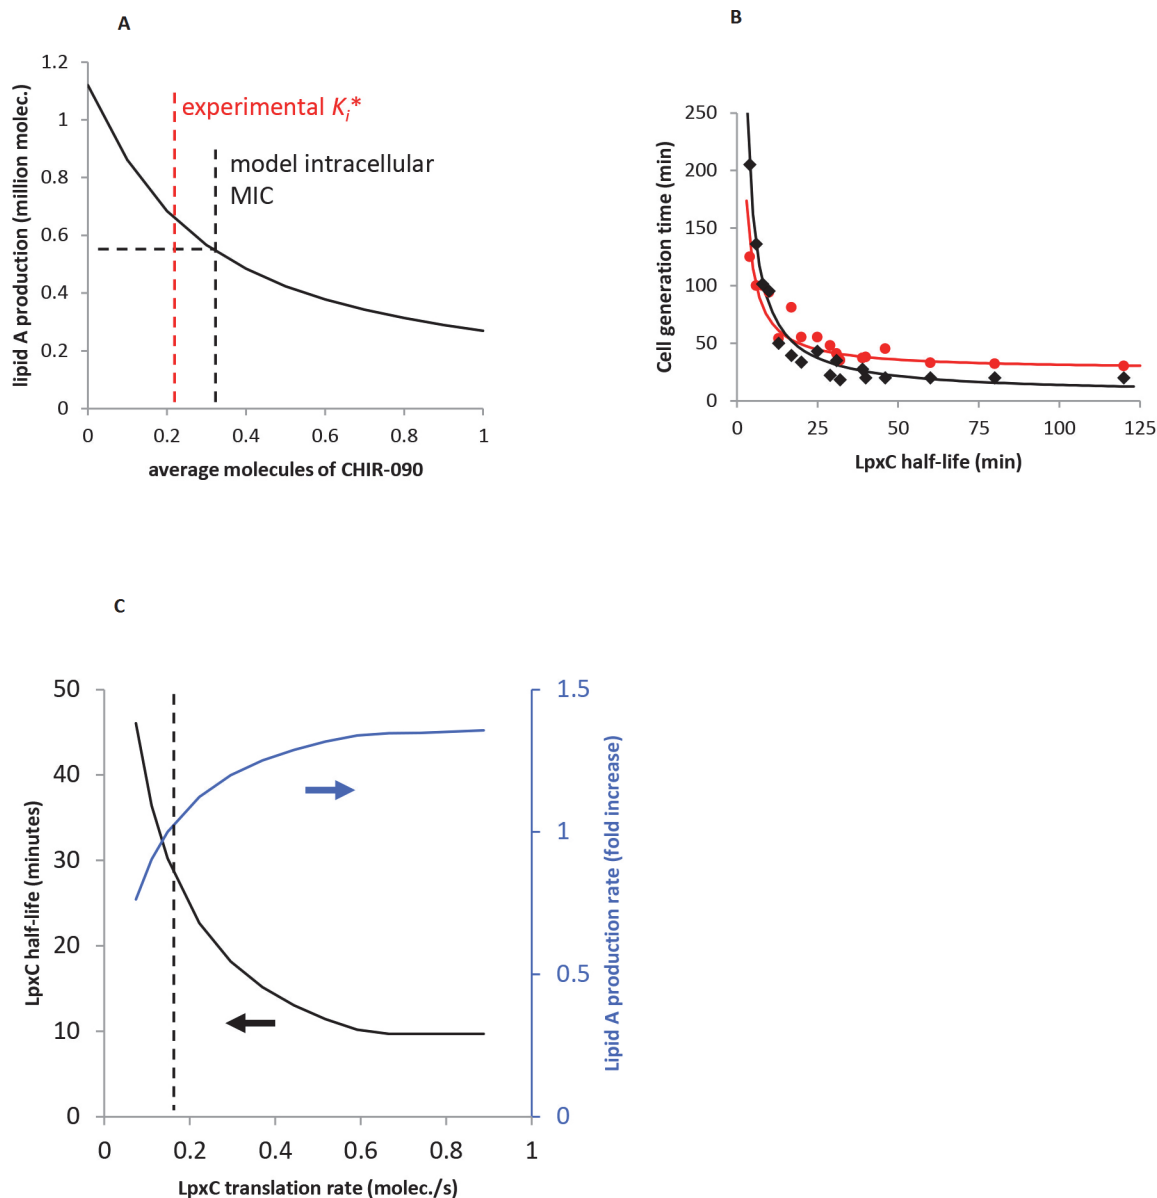 A
lipid A production (million molec.)
1.2
1
0.8
0.6
0.4
0.2
0
experimental Ki*
model intracellular
MIC
0 0.2 0.4 0.6 0.8 1
average molecules of CHIR-090
B
Cell generation time (min)
250
200
150
100
50
0
0 25 50 75 100 125
LpxC half-life (min)
C
LpxC half-life (minutes)
50
40
30
20
10
0
1.5
1
0.5
0
Lipid A production rate (fold increase)
0 0.2 0.4 0.6 0.8 1
LpxC translation rate (molec./s)